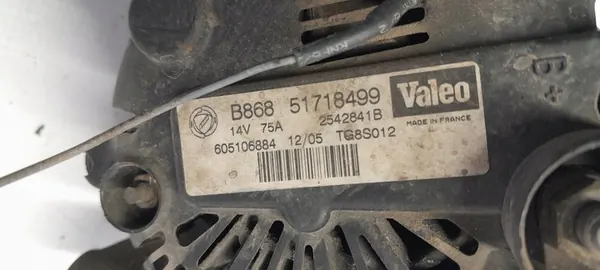 B868 51718499
14V 75A 2542841B
605106884 12/05 TG8S012
Valeo
MADE IN FRANCE
B+